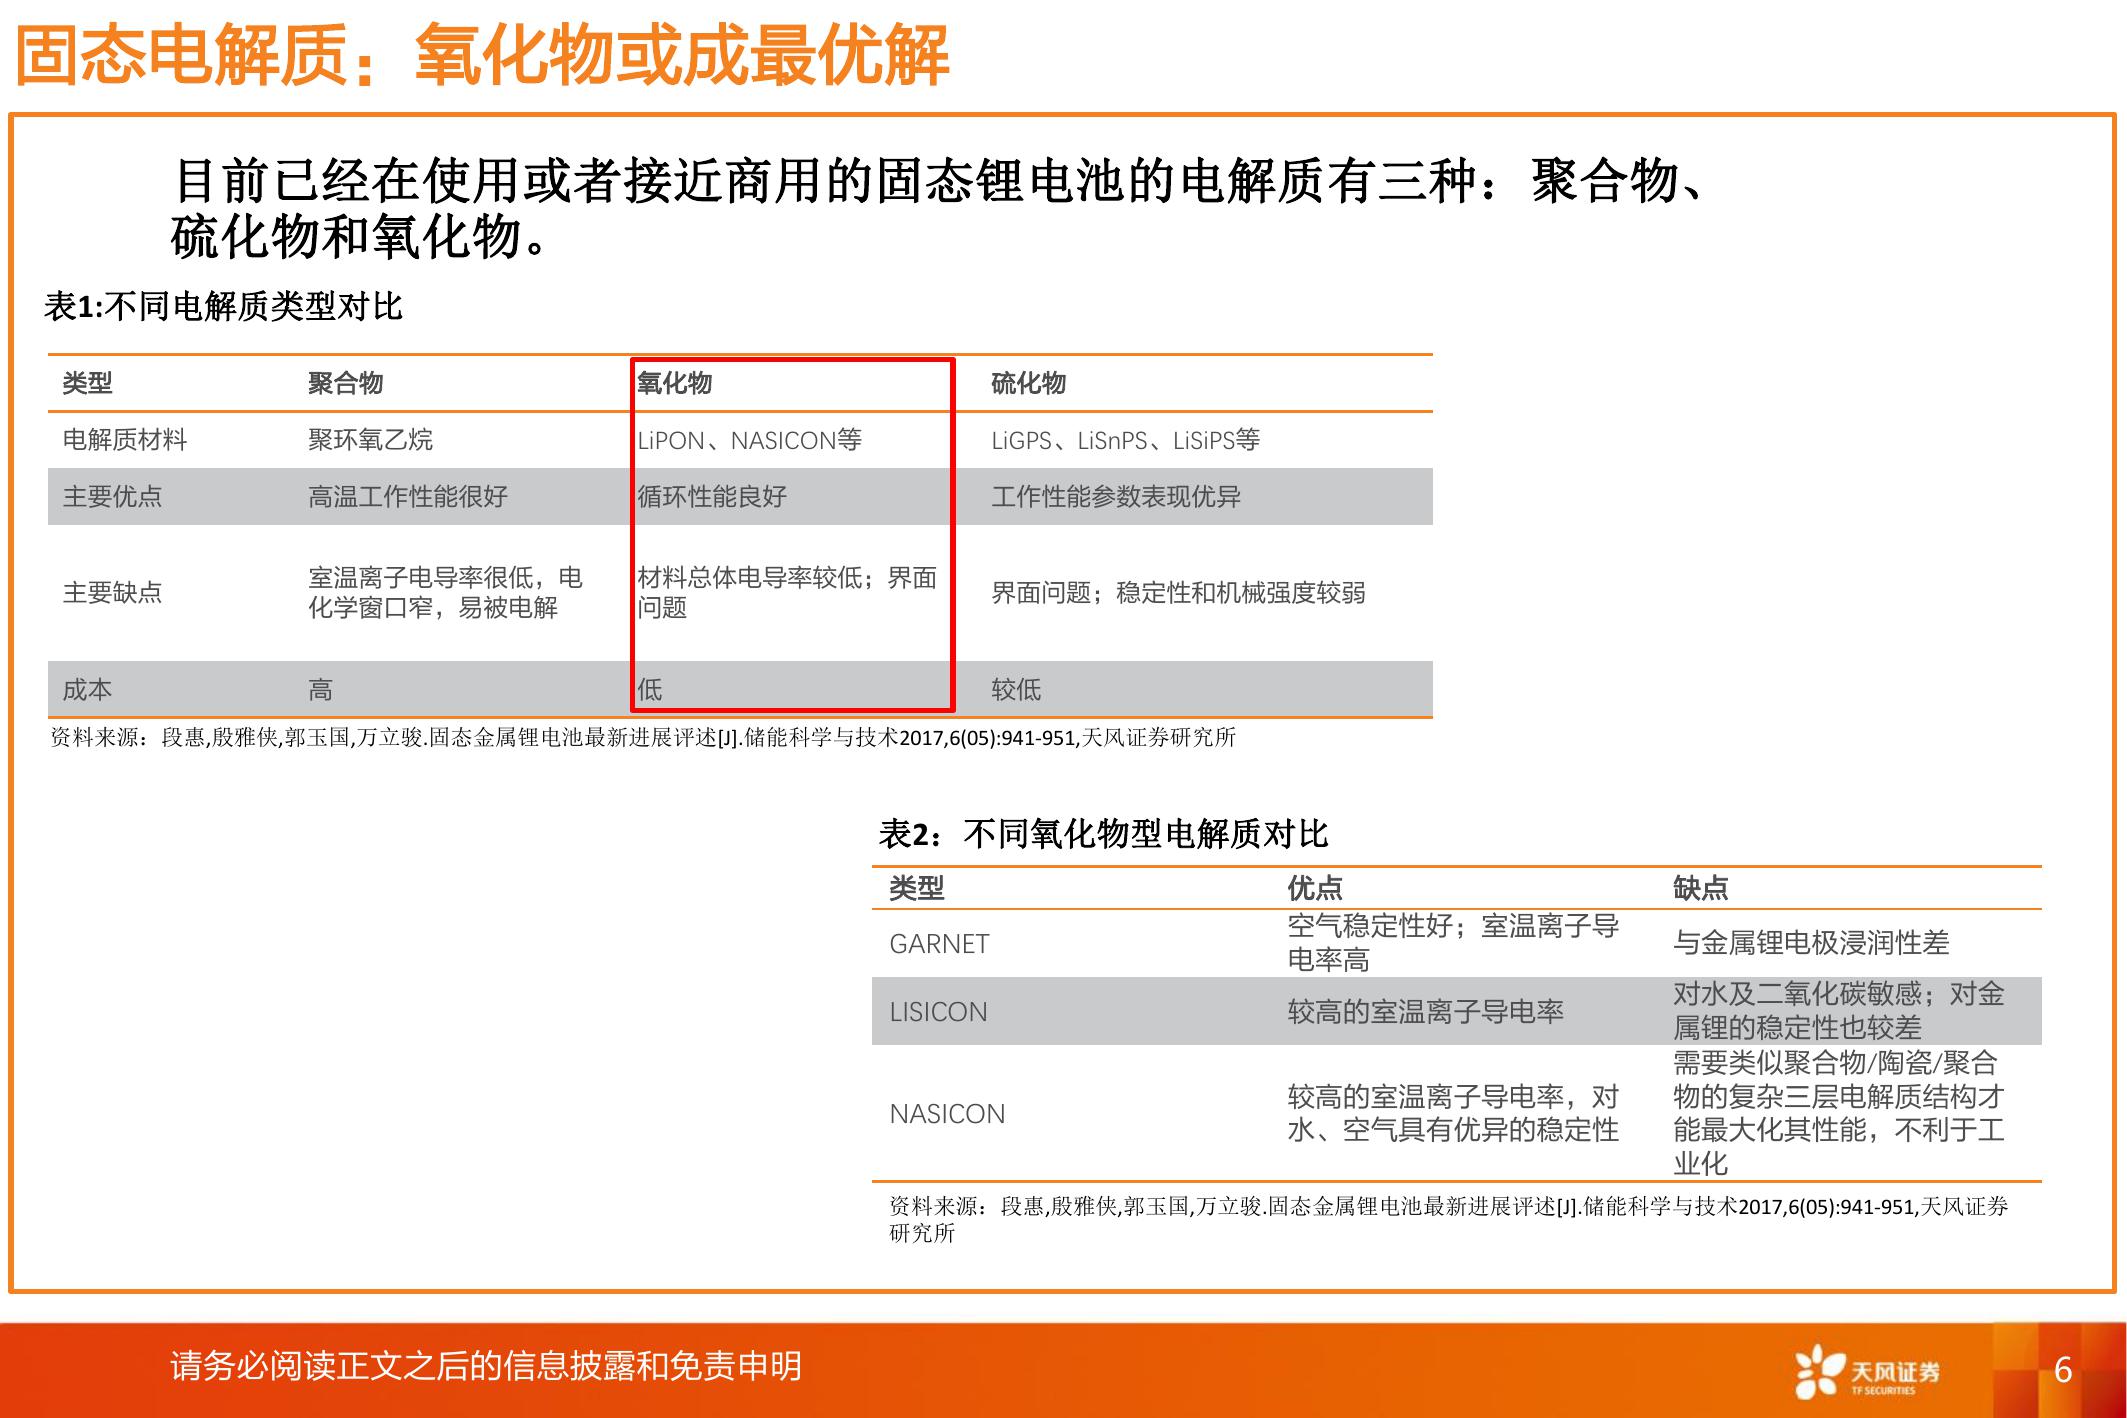 固态电解质：氧化物或成最优解
目前已经在使用或者接近商用的固态锂电池的电解质有三种：聚合物、
硫化物和氧化物。
表1:不同电解质类型对比
类型 聚合物 氧化物 硫化物
电解质材料 聚环氧乙烷 LiPON、NASICON等 LiGPS、LiSnPS、LiSiPS等
主要优点 高温工作性能很好 循环性能良好 工作性能参数表现优异
主要缺点 室温离子电导率很低，电 材料总体电导率较低；界面 界面问题；稳定性和机械强度较弱
化学窗口窄，易被电解 问题
成本 高 低 较低
资料来源：段惠,殷雅侠,郭玉国,万立骏.固态金属锂电池最新进展评述[J].储能科学与技术2017,6(05):941-951,天风证券研究所
表2：不同氧化物型电解质对比
类型 优点 缺点
GARNET 空气稳定性好；室温离子导 与金属锂电极浸润性差
电率高
LISICON 较高的室温离子导电率 对水及二氧化碳敏感；对金
属锂的稳定性也较差
NASICON 较高的室温离子导电率，对 需要类似聚合物/陶瓷/聚合
水、空气具有优异的稳定性 物的复杂三层电解质结构才
能最大化其性能，不利于工
业化
资料来源：段惠,殷雅侠,郭玉国,万立骏.固态金属锂电池最新进展评述[J].储能科学与技术2017,6(05):941-951,天风证券
研究所
请务必阅读正文之后的信息披露和免责申明
天风证券
TF SECURITIES
6